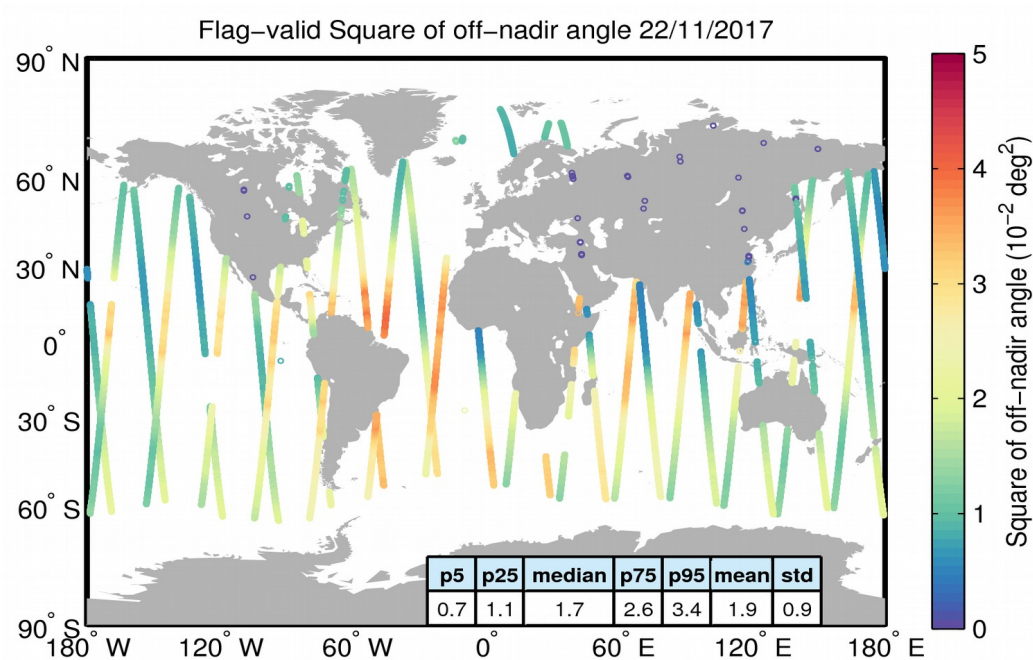 Flag−valid Square of off−nadir angle 22/11/2017
90° N
60° N
30° N
0°
30° S
60° S
90° S
180° W
120° W
60° W
0°
60° E
120° E
180° E
p5 p25 median p75 p95 mean std
0.7 1.1 1.7 2.6 3.4 1.9 0.9
5
4
3
2
1
0
Square of off−nadir angle (10⁻² deg²)